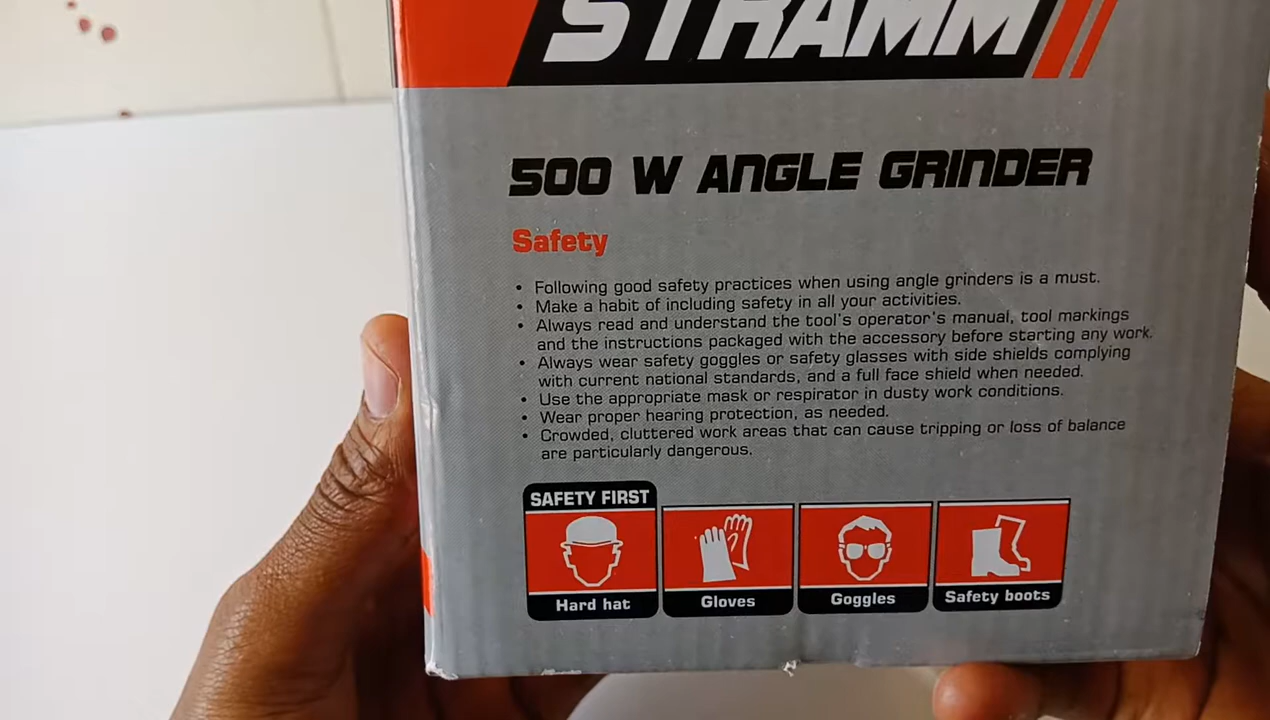 STRAMM
500 W ANGLE GRINDER
Safety
• Following good safety practices when using angle grinders is a must.
• Make a habit of including safety in all your activities.
• Always read and understand the tool's operator's manual, tool markings
and the instructions packaged with the accessory before starting any work.
• Always wear safety goggles or safety glasses with side shields complying
with current national standards, and a full face shield when needed.
• Use the appropriate mask or respirator in dusty work conditions.
• Wear proper hearing protection, as needed.
• Crowded, cluttered work areas that can cause tripping or loss of balance
are particularly dangerous.
SAFETY FIRST
Hard hat
Gloves
Goggles
Safety boots